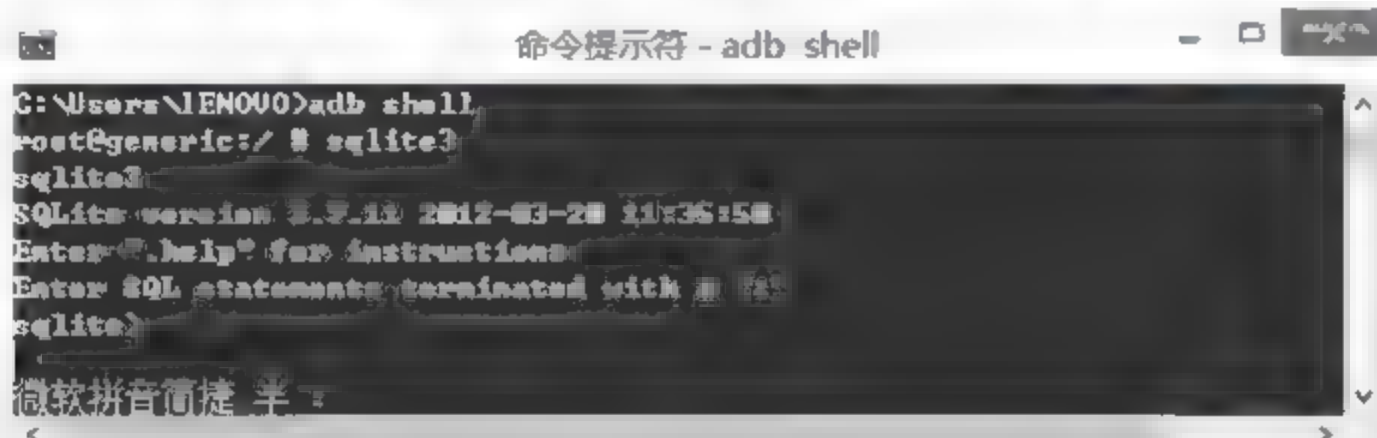 命令提示符 - adb shell
C:\Users\lENOVO>adb shell
root@generic:/ # sqlite3
sqlite3
SQLite version 3.7.11 2012-03-20 11:35:50
Enter ".help" for instructions
Enter SQL statements terminated with a
sqlite>
微软拼音简捷 半